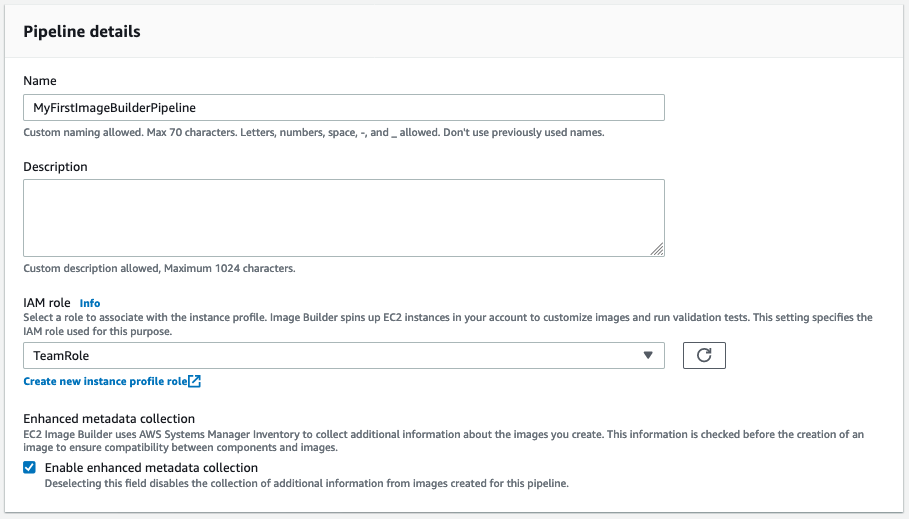 Pipeline details
Name
MyFirstImageBuilderPipeline
Custom naming allowed. Max 70 characters. Letters, numbers, space, -, and _ allowed. Don't use previously used names.
Description
Custom description allowed, Maximum 1024 characters.
IAM role Info
Select a role to associate with the instance profile. Image Builder spins up EC2 instances in your account to customize images and run validation tests. This setting specifies the
IAM role used for this purpose.
TeamRole
Create new instance profile role
Enhanced metadata collection
EC2 Image Builder uses AWS Systems Manager Inventory to collect additional information about the images you create. This information is checked before the creation of an
image to ensure compatibility between components and images.
Enable enhanced metadata collection
Deselecting this field disables the collection of additional information from images created for this pipeline.